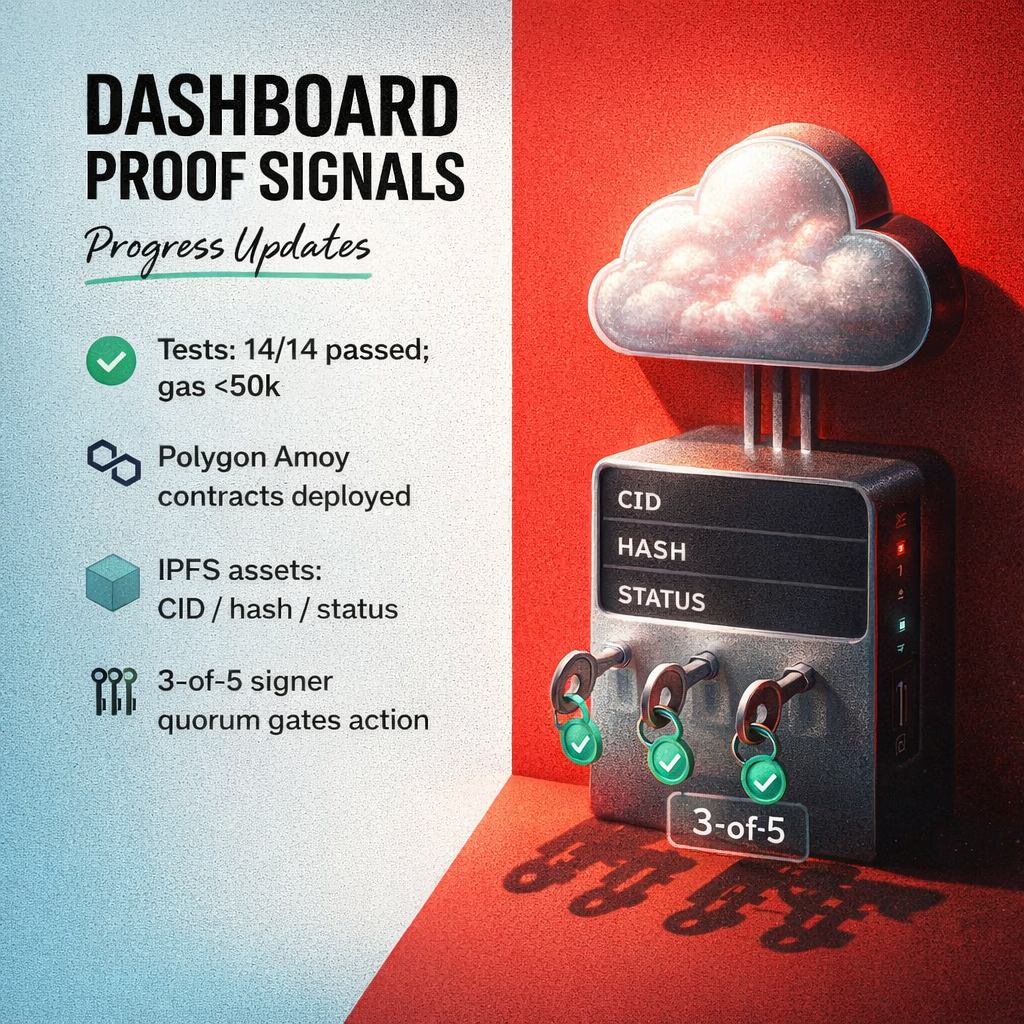 DASHBOARD
PROOF SIGNALS
Progress Updates
Tests: 14/14 passed;
gas <50k
Polygon Amoy
contracts deployed
IPFS assets:
CID / hash / status
3-of-5 signer
quorum gates action
CID
HASH
STATUS
3-of-5